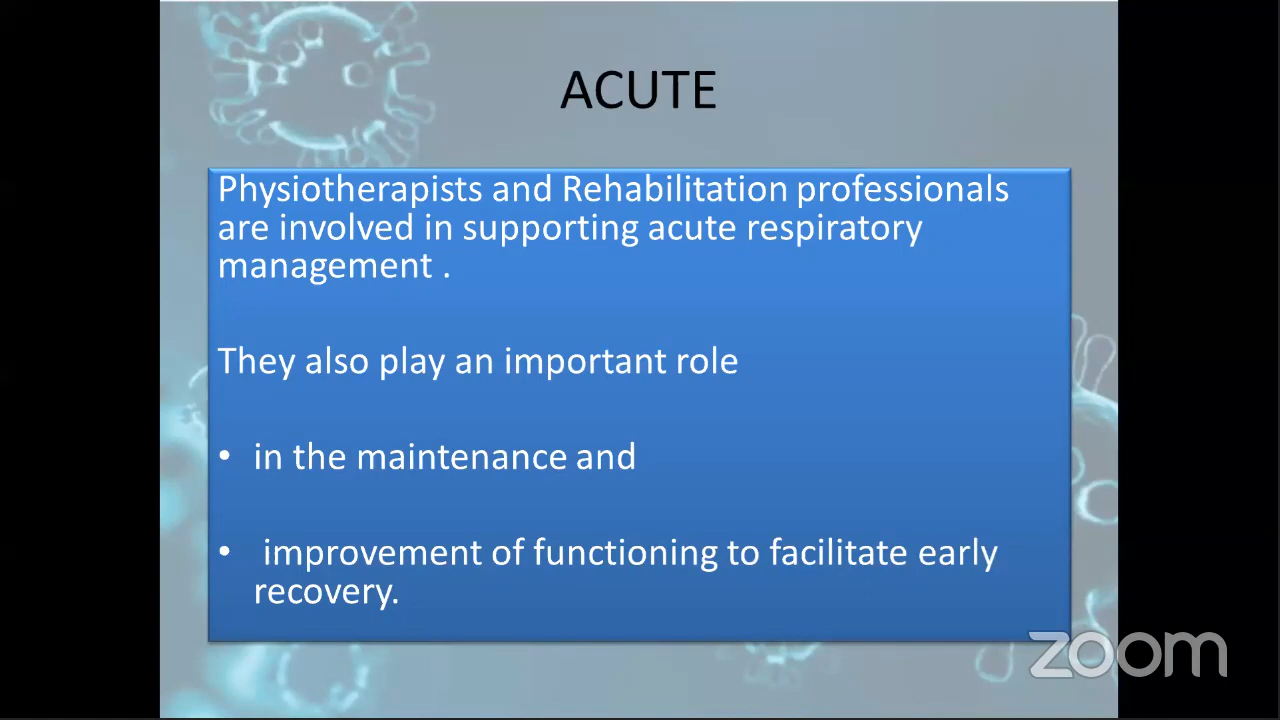 ACUTE
Physiotherapists and Rehabilitation professionals
are involved in supporting acute respiratory
management .
They also play an important role
• in the maintenance and
• improvement of functioning to facilitate early
recovery.
zoom